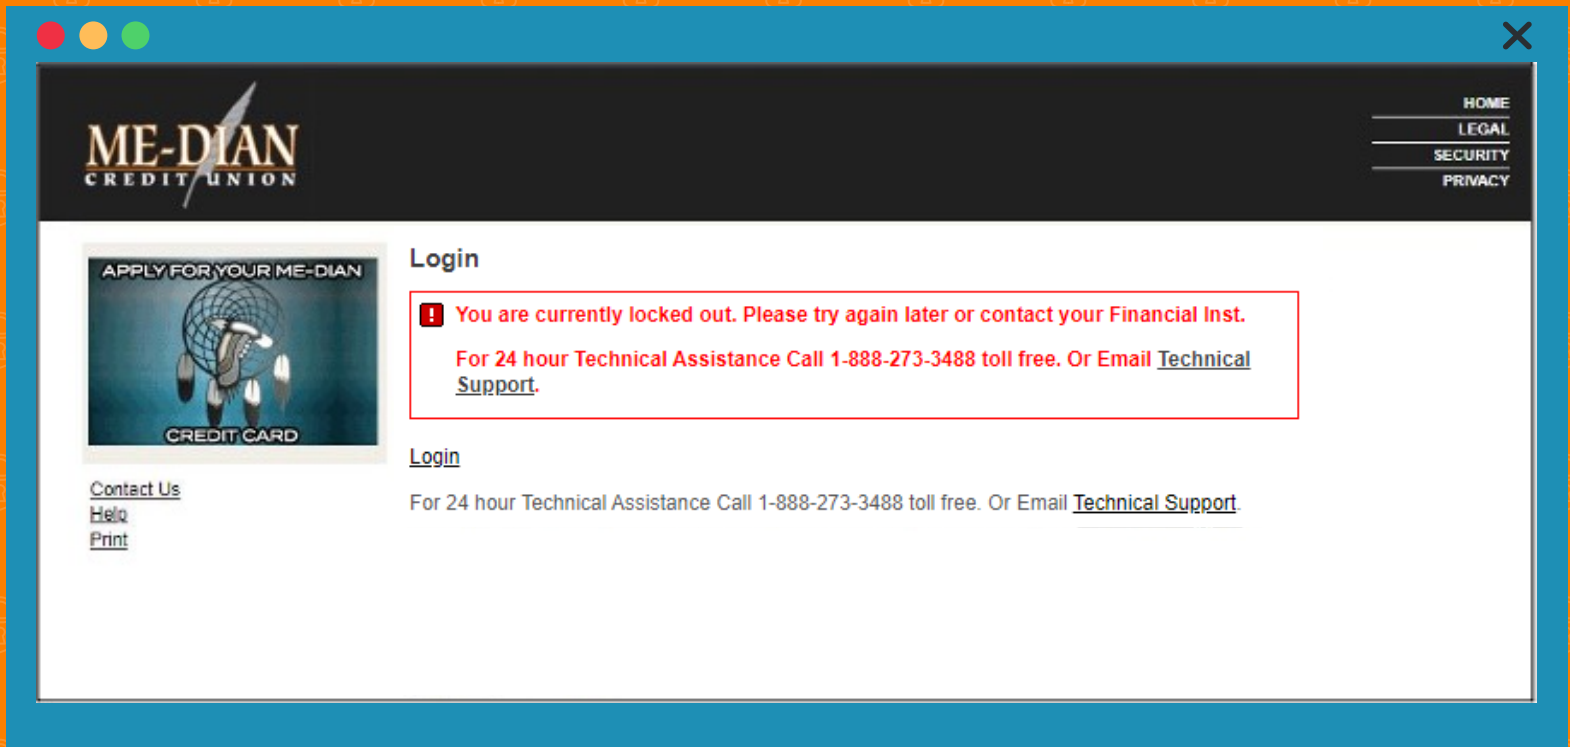 ME-DIAN
CREDIT UNION
HOME
LEGAL
SECURITY
PRIVACY
APPLY FOR YOUR ME-DIAN
CREDIT CARD
Contact Us
Help
Print
Login
You are currently locked out. Please try again later or contact your Financial Inst.
For 24 hour Technical Assistance Call 1-888-273-3488 toll free. Or Email Technical
Support.
Login
For 24 hour Technical Assistance Call 1-888-273-3488 toll free. Or Email Technical Support.